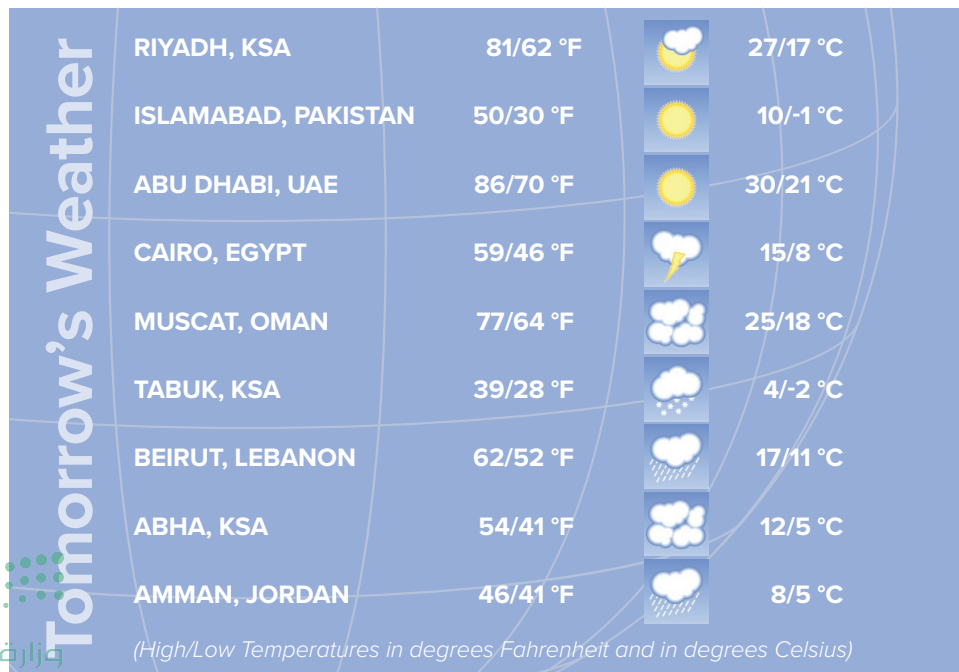 Tomorrow's Weather
RIYADH, KSA 81/62 °F 27/17 °C
ISLAMABAD, PAKISTAN 50/30 °F 10/-1 °C
ABU DHABI, UAE 86/70 °F 30/21 °C
CAIRO, EGYPT 59/46 °F 15/8 °C
MUSCAT, OMAN 77/64 °F 25/18 °C
TABUK, KSA 39/28 °F 4/-2 °C
BEIRUT, LEBANON 62/52 °F 17/11 °C
ABHA, KSA 54/41 °F 12/5 °C
AMMAN, JORDAN 46/41 °F 8/5 °C
(High/Low Temperatures in degrees Fahrenheit and in degrees Celsius)
وزارة